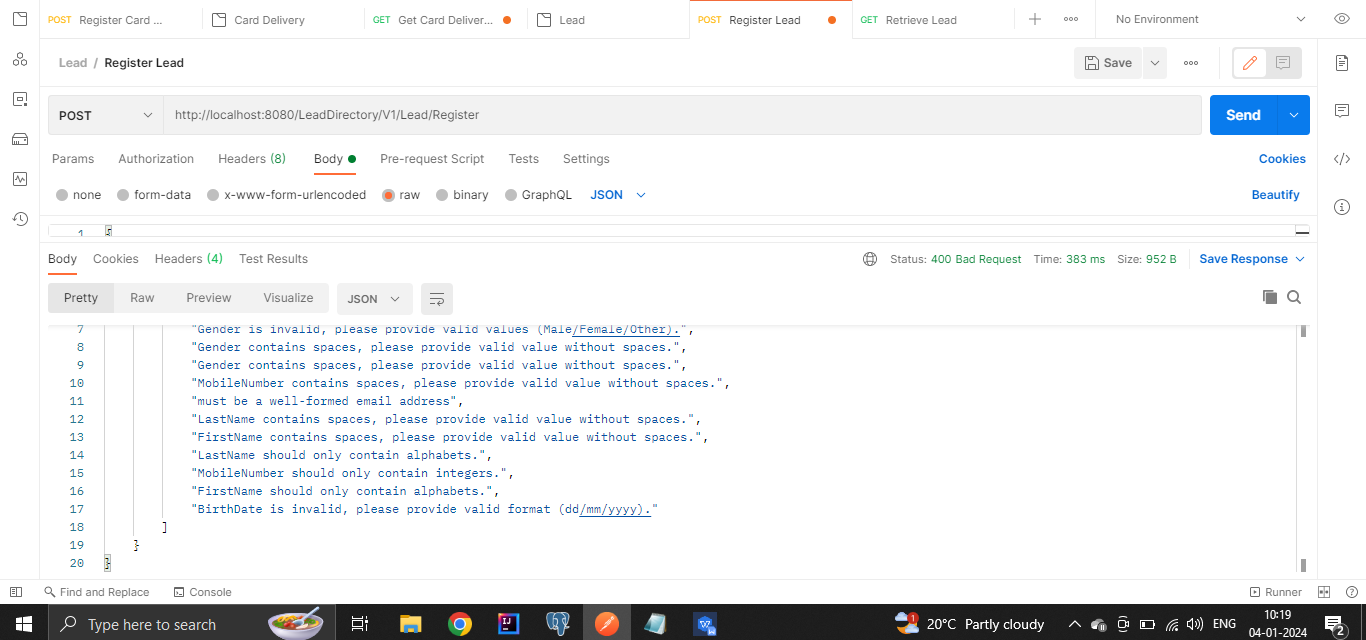 POST Register Card ... Card Delivery GET Get Card Deliver... Lead POST Register Lead GET Retrieve Lead No Environment
Lead / Register Lead Save
POST http://localhost:8080/LeadDirectory/V1/Lead/Register Send
Params Authorization Headers (8) Body Pre-request Script Tests Settings Cookies
none form-data x-www-form-urlencoded raw binary GraphQL JSON Beautify
1 {
Body Cookies Headers (4) Test Results Status: 400 Bad Request Time: 383 ms Size: 952 B Save Response
Pretty Raw Preview Visualize JSON
7 "Gender is invalid, please provide valid values (Male/Female/Other).",
8 "Gender contains spaces, please provide valid value without spaces.",
9 "Gender contains spaces, please provide valid value without spaces.",
10 "MobileNumber contains spaces, please provide valid value without spaces.",
11 "must be a well-formed email address",
12 "LastName contains spaces, please provide valid value without spaces.",
13 "FirstName contains spaces, please provide valid value without spaces.",
14 "LastName should only contain alphabets.",
15 "MobileNumber should only contain integers.",
16 "FirstName should only contain alphabets.",
17 "BirthDate is invalid, please provide valid format (dd/mm/yyyy)."
18 ]
19 }
20 }
Find and Replace Console Runner
Type here to search 1 20°C Partly cloudy ENG 10:19
04-01-2024 2